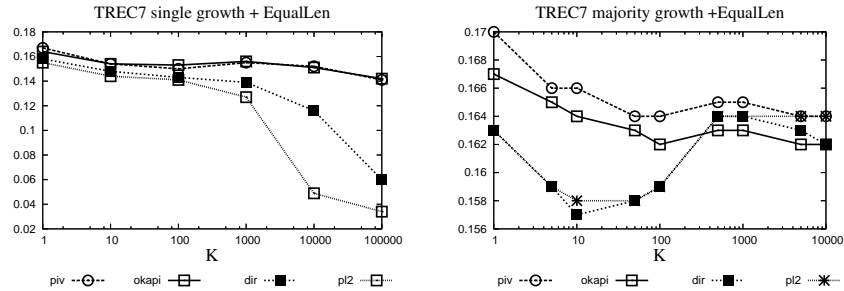 TREC7 single growth + EqualLen
0.18
0.16
0.14
0.12
0.1
0.08
0.06
0.04
0.02
1 10 100 1000 10000 100000
K
piv okapi dir pl2
TREC7 majority growth +EqualLen
0.17
0.168
0.166
0.164
0.162
0.16
0.158
0.156
1 10 100 1000 10000
K
piv okapi dir pl2